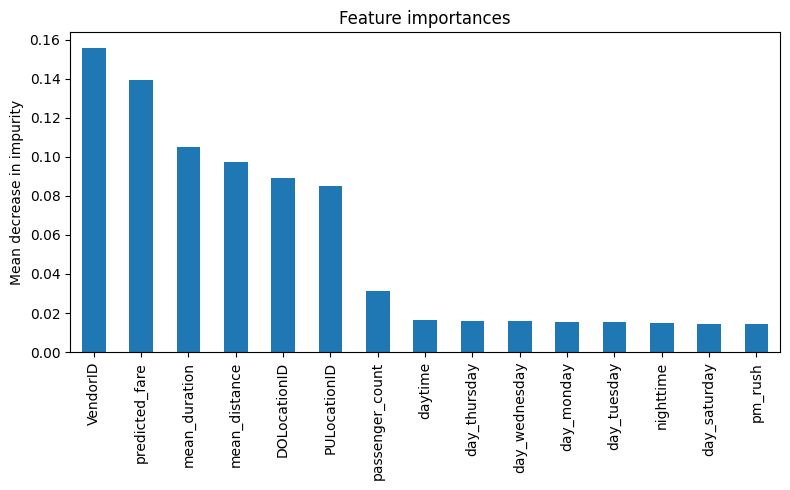 Feature importances
Mean decrease in impurity
0.16
0.14
0.12
0.10
0.08
0.06
0.04
0.02
0.00
VendorID
predicted_fare
mean_duration
mean_distance
DOLocationID
PULocationID
passenger_count
daytime
day_thursday
day_wednesday
day_monday
day_tuesday
nighttime
day_saturday
pm_rush